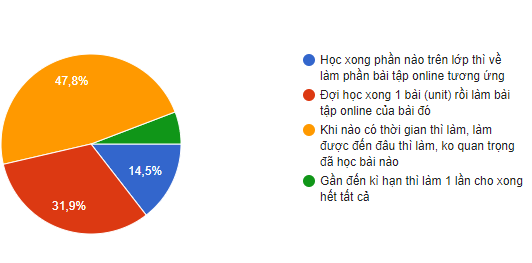 47,8%
14,5%
31,9%
Học xong phần nào trên lớp thì về
làm phần bài tập online tương ứng
Đợi học xong 1 bài (unit) rồi làm bài
tập online của bài đó
Khi nào có thời gian thì làm, làm
được đến đâu thì làm, ko quan trọng
đã học bài nào
Gần đến kì hạn thì làm 1 lần cho xong
hết tất cả